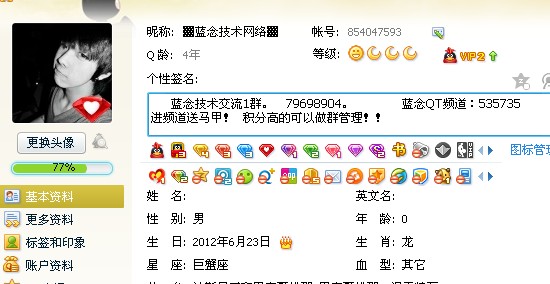 昵称: ▓蓝念技术网络▓ 帐号: 854047593
Q 龄: 4年 等级: VIP 2
个性签名:
蓝念技术交流1群。 79698904。 蓝念QT频道：535735
进频道送马甲！ 积分高的可以做群管理！！
更换头像
77%
图标管
基本资料
更多资料
标签和印象
账户资料
姓 名: 英文名:
性 别: 男 年 龄: 0
生 日: 2012年6月23日 生 肖: 龙
星 座: 巨蟹座 血 型: 其它